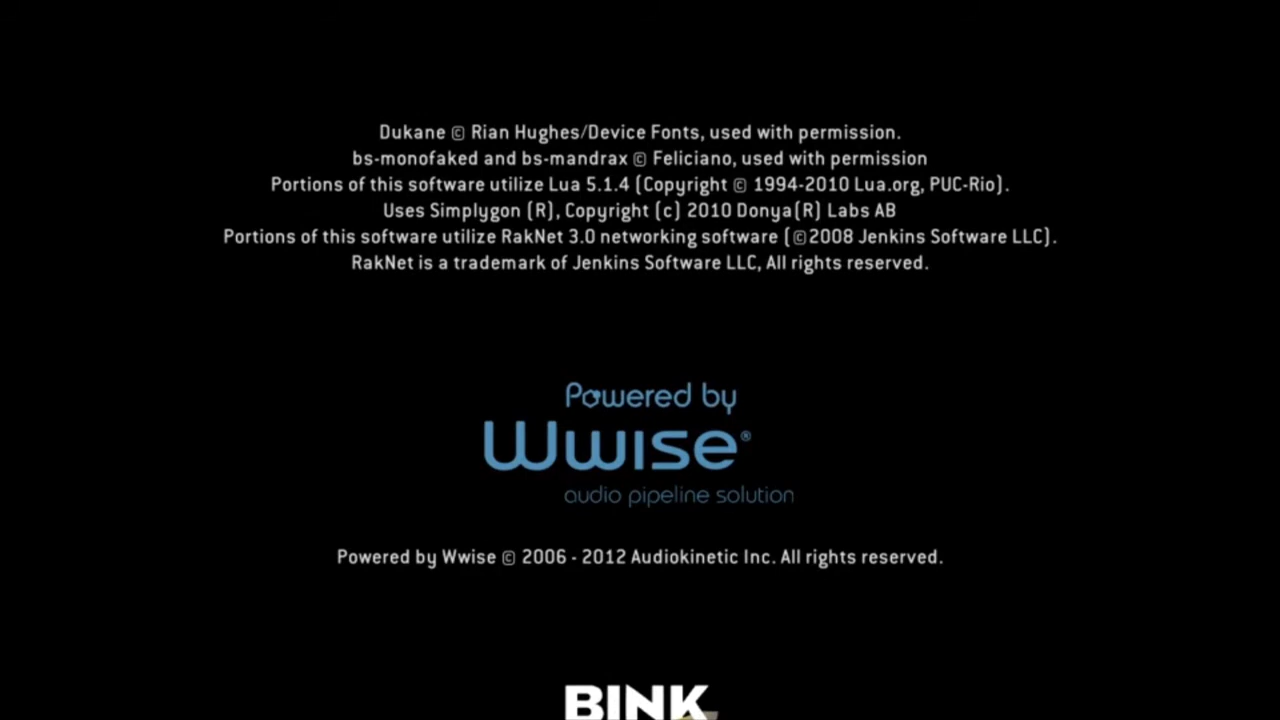 Dukane © Rian Hughes/Device Fonts, used with permission.
bs-monofaked and bs-mandrax © Feliciano, used with permission
Portions of this software utilize Lua 5.1.4 (Copyright © 1994-2010 Lua.org, PUC-Rio).
Uses Simplygon (R), Copyright (c) 2010 Donya(R) Labs AB
Portions of this software utilize RakNet 3.0 networking software (©2008 Jenkins Software LLC).
RakNet is a trademark of Jenkins Software LLC, All rights reserved.
Powered by
Wwise®
audio pipeline solution
Powered by Wwise © 2006 - 2012 Audiokinetic Inc. All rights reserved.
BINK